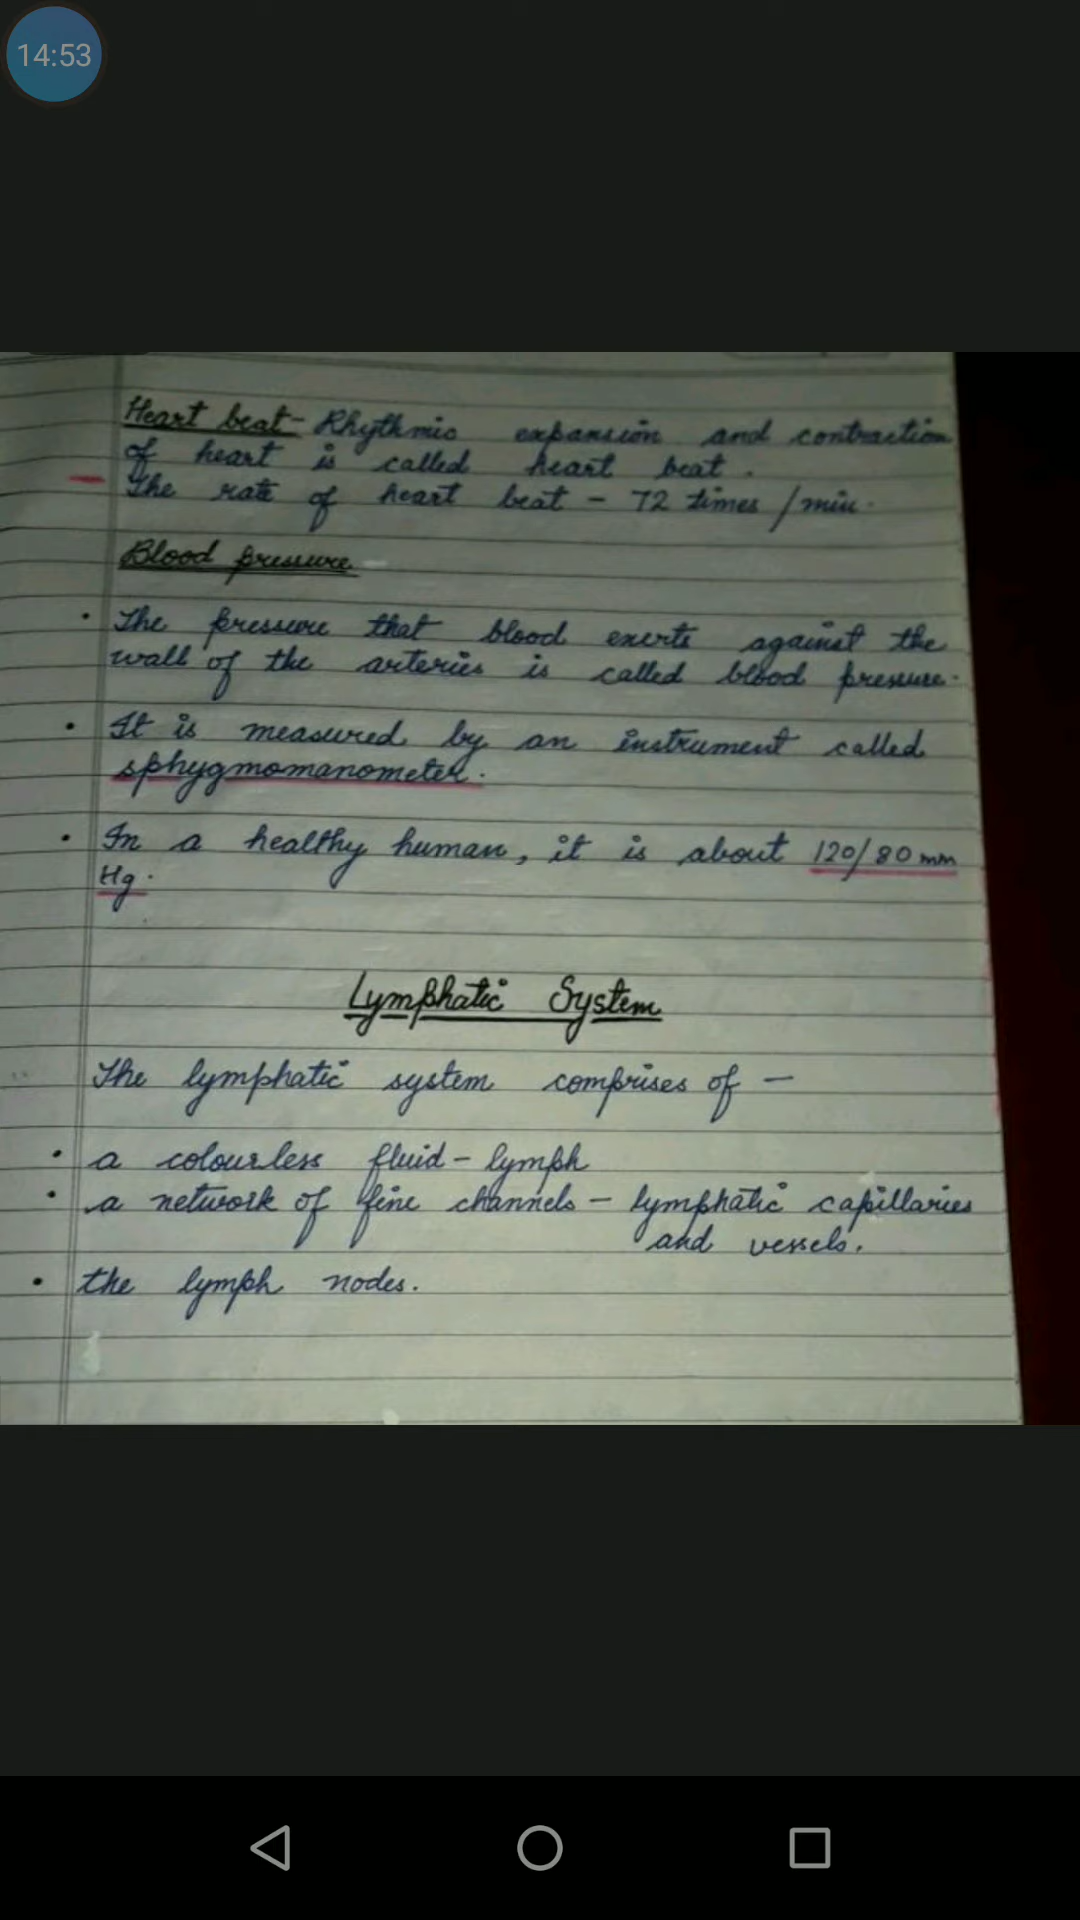 14:53
Heart beat - Rhythmic expansion and contraction
of heart is called heart beat.
The rate of heart beat - 72 times / min.
Blood pressure
• The pressure that blood exerts against the
wall of the arteries is called blood pressure.
• It is measured by an instrument called
sphygmomanometer.
• In a healthy human, it is about 120/80 mm
Hg.
Lymphatic System
The lymphatic system comprises of —
• a colourless fluid - lymph
• a network of fine channels - lymphatic capillaries
and vessels.
• the lymph nodes.